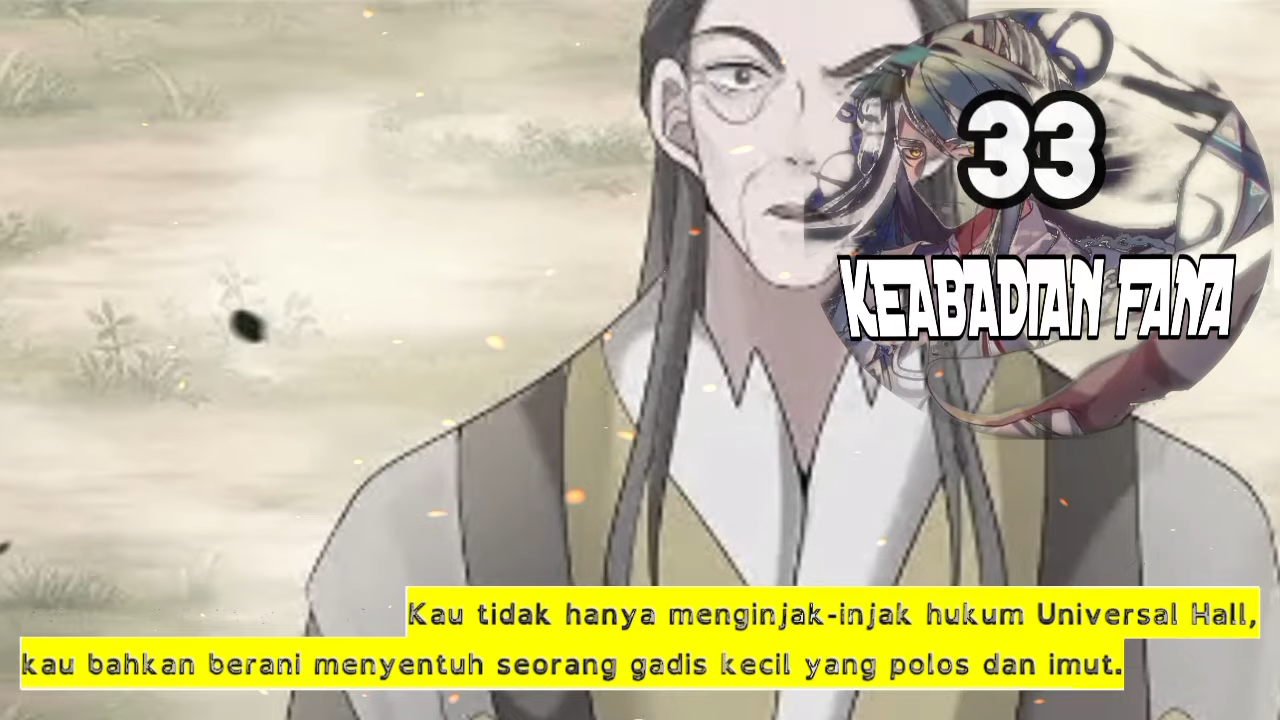 33
KEABADIAN FANA
Kau tidak hanya menginjak-injak hukum Universal Hall,
kau bahkan berani menyentuh seorang gadis kecil yang polos dan imut.